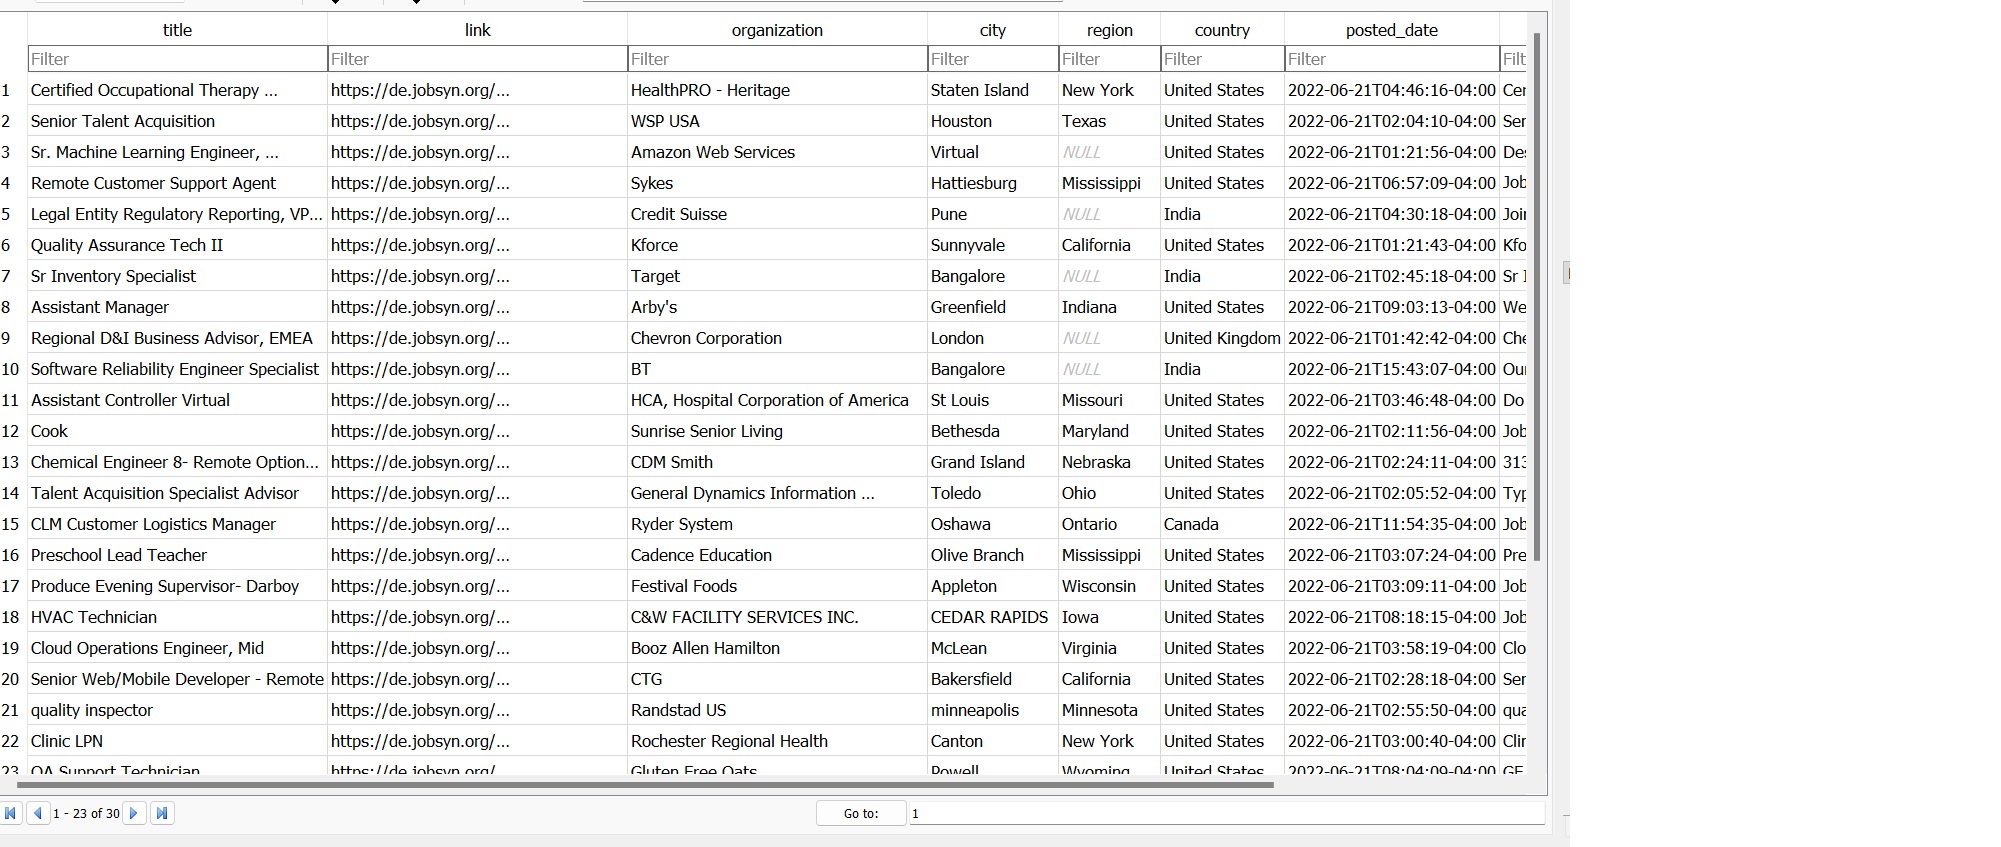 title link organization city region country posted_date
Filter Filter Filter Filter Filter Filter Filter Filt
1 Certified Occupational Therapy ... https://de.jobsyn.org/... HealthPRO - Heritage Staten Island New York United States 2022-06-21T04:46:16-04:00 Cer
2 Senior Talent Acquisition https://de.jobsyn.org/... WSP USA Houston Texas United States 2022-06-21T02:04:10-04:00 Ser
3 Sr. Machine Learning Engineer, ... https://de.jobsyn.org/... Amazon Web Services Virtual NULL United States 2022-06-21T01:21:56-04:00 Des
4 Remote Customer Support Agent https://de.jobsyn.org/... Sykes Hattiesburg Mississippi United States 2022-06-21T06:57:09-04:00 Job
5 Legal Entity Regulatory Reporting, VP... https://de.jobsyn.org/... Credit Suisse Pune NULL India 2022-06-21T04:30:18-04:00 Joi
6 Quality Assurance Tech II https://de.jobsyn.org/... Kforce Sunnyvale California United States 2022-06-21T01:21:43-04:00 Kfo
7 Sr Inventory Specialist https://de.jobsyn.org/... Target Bangalore NULL India 2022-06-21T02:45:18-04:00 Sr I
8 Assistant Manager https://de.jobsyn.org/... Arby's Greenfield Indiana United States 2022-06-21T09:03:13-04:00 We
9 Regional D&I Business Advisor, EMEA https://de.jobsyn.org/... Chevron Corporation London NULL United Kingdom 2022-06-21T01:42:42-04:00 Che
10 Software Reliability Engineer Specialist https://de.jobsyn.org/... BT Bangalore NULL India 2022-06-21T15:43:07-04:00 Ou
11 Assistant Controller Virtual https://de.jobsyn.org/... HCA, Hospital Corporation of America St Louis Missouri United States 2022-06-21T03:46:48-04:00 Do
12 Cook https://de.jobsyn.org/... Sunrise Senior Living Bethesda Maryland United States 2022-06-21T02:11:56-04:00 Job
13 Chemical Engineer 8- Remote Option... https://de.jobsyn.org/... CDM Smith Grand Island Nebraska United States 2022-06-21T02:24:11-04:00 313
14 Talent Acquisition Specialist Advisor https://de.jobsyn.org/... General Dynamics Information ... Toledo Ohio United States 2022-06-21T02:05:52-04:00 Typ
15 CLM Customer Logistics Manager https://de.jobsyn.org/... Ryder System Oshawa Ontario Canada 2022-06-21T11:54:35-04:00 Job
16 Preschool Lead Teacher https://de.jobsyn.org/... Cadence Education Olive Branch Mississippi United States 2022-06-21T03:07:24-04:00 Pre
17 Produce Evening Supervisor- Darboy https://de.jobsyn.org/... Festival Foods Appleton Wisconsin United States 2022-06-21T03:09:11-04:00 Job
18 HVAC Technician https://de.jobsyn.org/... C&W FACILITY SERVICES INC. CEDAR RAPIDS Iowa United States 2022-06-21T08:18:15-04:00 Job
19 Cloud Operations Engineer, Mid https://de.jobsyn.org/... Booz Allen Hamilton McLean Virginia United States 2022-06-21T03:58:19-04:00 Clo
20 Senior Web/Mobile Developer - Remote https://de.jobsyn.org/... CTG Bakersfield California United States 2022-06-21T02:28:18-04:00 Ser
21 quality inspector https://de.jobsyn.org/... Randstad US minneapolis Minnesota United States 2022-06-21T02:55:50-04:00 qua
22 Clinic LPN https://de.jobsyn.org/... Rochester Regional Health Canton New York United States 2022-06-21T03:00:40-04:00 Clin
23 QA Support Technician https://de.jobsyn.org/... Gluten Free Oats Powell Wyoming United States 2022-06-21T08:04:09-04:00 GF
1 - 23 of 30 Go to: 1